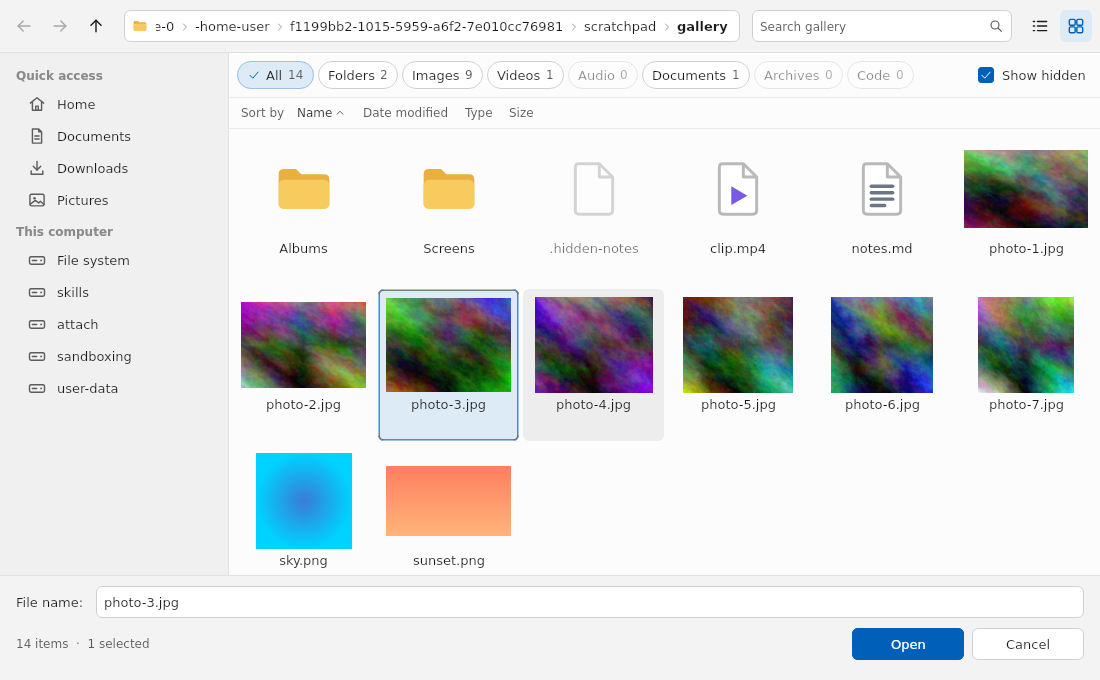 e-0 -home-user f1199bb2-1015-5959-a6f2-7e010cc76981 scratchpad gallery Search gallery
Quick access
Home
Documents
Downloads
Pictures
This computer
File system
skills
attach
sandboxing
user-data
All 14 Folders 2 Images 9 Videos 1 Audio 0 Documents 1 Archives 0 Code 0 Show hidden
Sort by Name Date modified Type Size
Albums Screens .hidden-notes clip.mp4 notes.md photo-1.jpg
photo-2.jpg photo-3.jpg photo-4.jpg photo-5.jpg photo-6.jpg photo-7.jpg
sky.png sunset.png
File name: photo-3.jpg
14 items · 1 selected Open Cancel